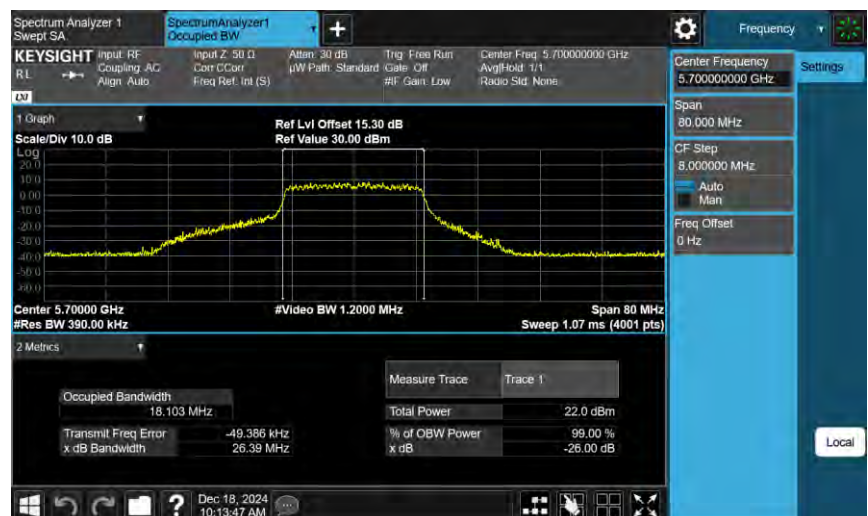 Spectrum Analyzer 1
Swept SA
SpectrumAnalyzer1
Occupied BW
Frequency
KEYSIGHT
RL
LXI
Input: RF
Coupling: AC
Align: Auto
Input Z: 50 Ω
Corr CCorr
Freq Ref: Int (S)
Atten: 30 dB
µW Path: Standard
Trig: Free Run
Gate: Off
#IF Gain: Low
Center Freq: 5.700000000 GHz
Avg|Hold: 1/1
Radio Std: None
Center Frequency
5.700000000 GHz
Settings
Span
80.000 MHz
CF Step
8.000000 MHz
Auto
Man
Freq Offset
0 Hz
1 Graph
Scale/Div 10.0 dB
Ref Lvl Offset 15.30 dB
Ref Value 30.00 dBm
Log
20.0
10.0
0.00
-10.0
-20.0
-30.0
-40.0
-50.0
-60.0
Center 5.70000 GHz
#Res BW 390.00 kHz
#Video BW 1.2000 MHz
Span 80 MHz
Sweep 1.07 ms (4001 pts)
2 Metrics
Measure Trace Trace 1
Occupied Bandwidth
18.103 MHz
Total Power 22.0 dBm
Transmit Freq Error -49.386 kHz
% of OBW Power 99.00 %
x dB Bandwidth 26.39 MHz
x dB -26.00 dB
Local
?
Dec 18, 2024
10:13:47 AM